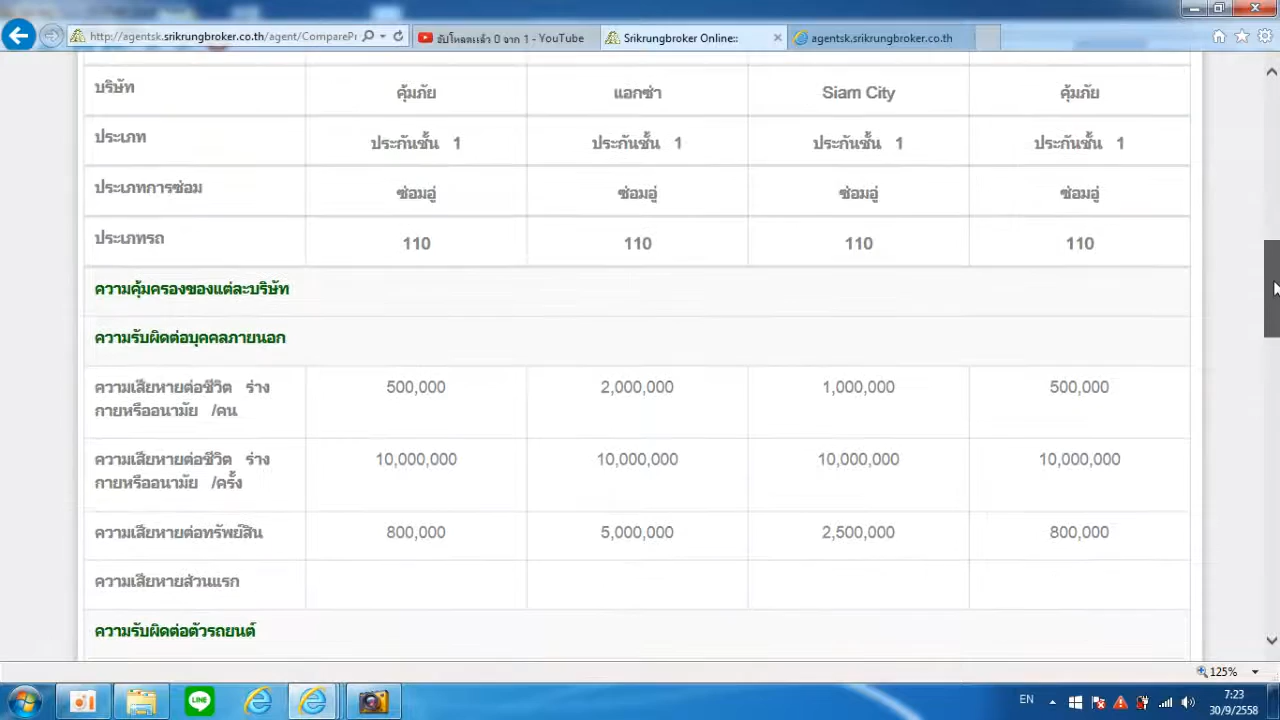 http://agentsk.srikrungbroker.co.th/agent/ComparePr
อัปโหลดแล้ว 0 จาก 1 - YouTube
Srikrungbroker Online::
agentsk.srikrungbroker.co.th
บริษัท คุ้มภัย แอกซ่า Siam City คุ้มภัย
ประเภท ประกันชั้น 1 ประกันชั้น 1 ประกันชั้น 1 ประกันชั้น 1
ประเภทการซ่อม ซ่อมอู่ ซ่อมอู่ ซ่อมอู่ ซ่อมอู่
ประเภทรถ 110 110 110 110
ความคุ้มครองของแต่ละบริษัท
ความรับผิดต่อบุคคลภายนอก
ความเสียหายต่อชีวิต ร่าง 500,000 2,000,000 1,000,000 500,000
กายหรืออนามัย /คน
ความเสียหายต่อชีวิต ร่าง 10,000,000 10,000,000 10,000,000 10,000,000
กายหรืออนามัย /ครั้ง
ความเสียหายต่อทรัพย์สิน 800,000 5,000,000 2,500,000 800,000
ความเสียหายส่วนแรก
ความรับผิดต่อตัวรถยนต์
125%
LINE
EN
7:23
30/9/2558